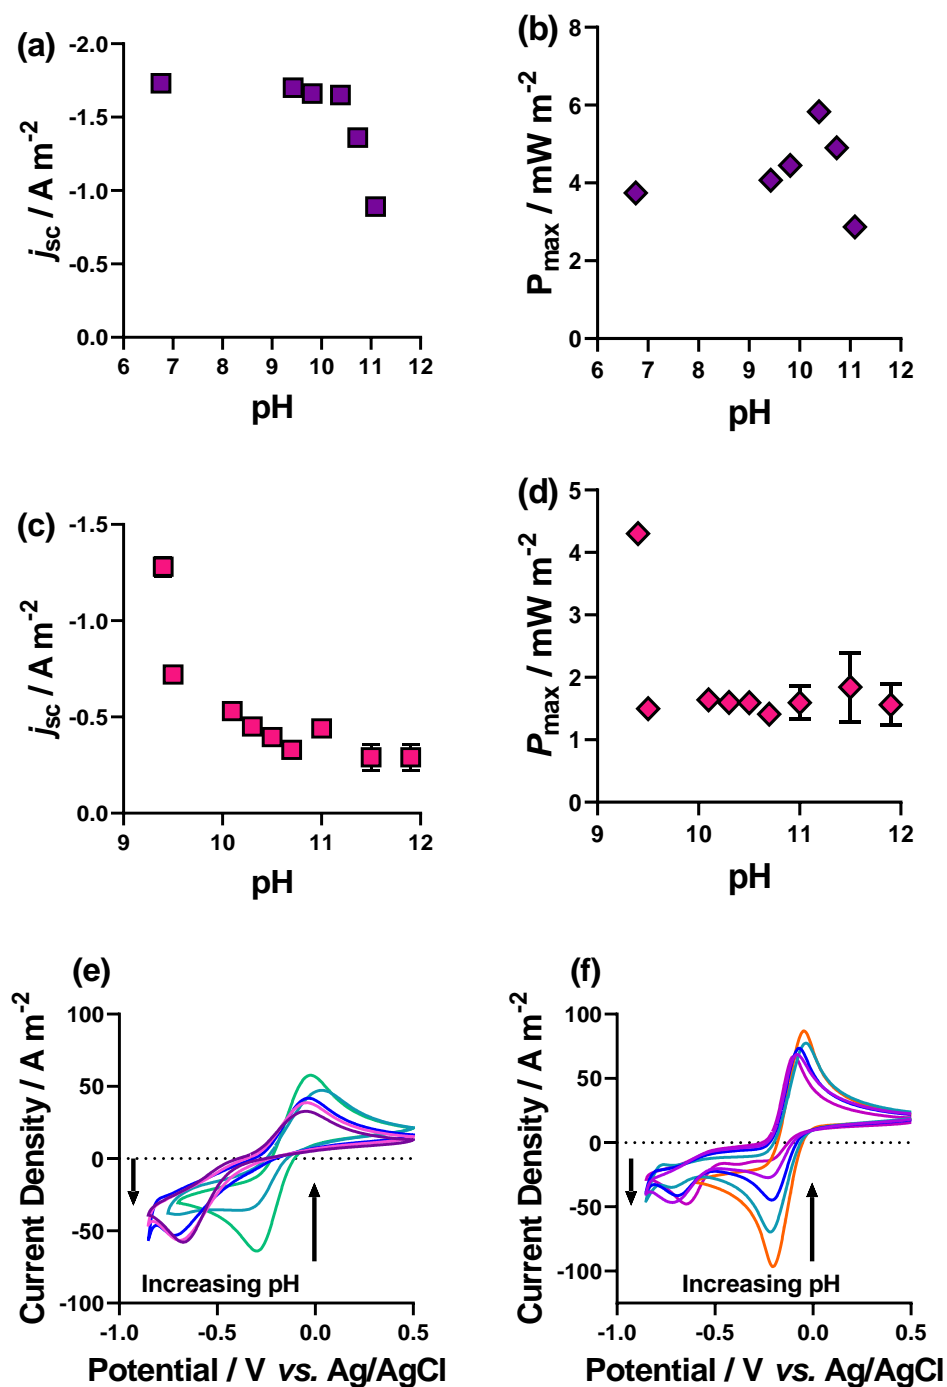 (a)
j_sc / A m^-2
-2.0
-1.5
-1.0
-0.5
0.0
6 7 8 9 10 11 12
pH
(b)
P_max / mW m^-2
8
6
4
2
0
6 7 8 9 10 11 12
pH
(c)
j_sc / A m^-2
-1.5
-1.0
-0.5
0.0
9 10 11 12
pH
(d)
P_max / mW m^-2
5
4
3
2
1
0
9 10 11 12
pH
(e)
Current Density / A m^-2
100
50
0
-50
-100
Increasing pH
-1.0 -0.5 0.0 0.5
Potential / V vs. Ag/AgCl
(f)
Current Density / A m^-2
100
50
0
-50
-100
Increasing pH
-1.0 -0.5 0.0 0.5
Potential / V vs. Ag/AgCl